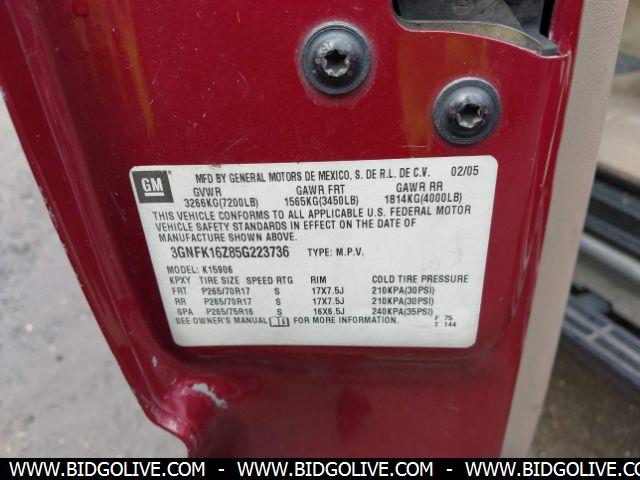 GM
MFD BY GENERAL MOTORS DE MEXICO, S. DE R.L. DE C.V. 02/05
GVWR GAWR FRT GAWR RR
3266KG(7200LB) 1565KG(3450LB) 1814KG(4000LB)
THIS VEHICLE CONFORMS TO ALL APPLICABLE U.S. FEDERAL MOTOR
VEHICLE SAFETY STANDARDS IN EFFECT ON THE DATE OF
MANUFACTURE SHOWN ABOVE.
3GNFK16Z85G223736 TYPE: M.P.V.
MODEL: K15906
KPXY TIRE SIZE SPEED RTG RIM COLD TIRE PRESSURE
FRT P265/70R17 S 17X7.5J 210KPA(30PSI)
RR P265/70R17 S 17X7.5J 210KPA(30PSI)
SPA P265/75R16 S 16X6.5J 240KPA(35PSI)
SEE OWNER'S MANUAL FOR MORE INFORMATION. F 75
T 144
WWW.BIDGOLIVE.COM - WWW.BIDGOLIVE.COM - WWW.BIDGOLIVE.COM